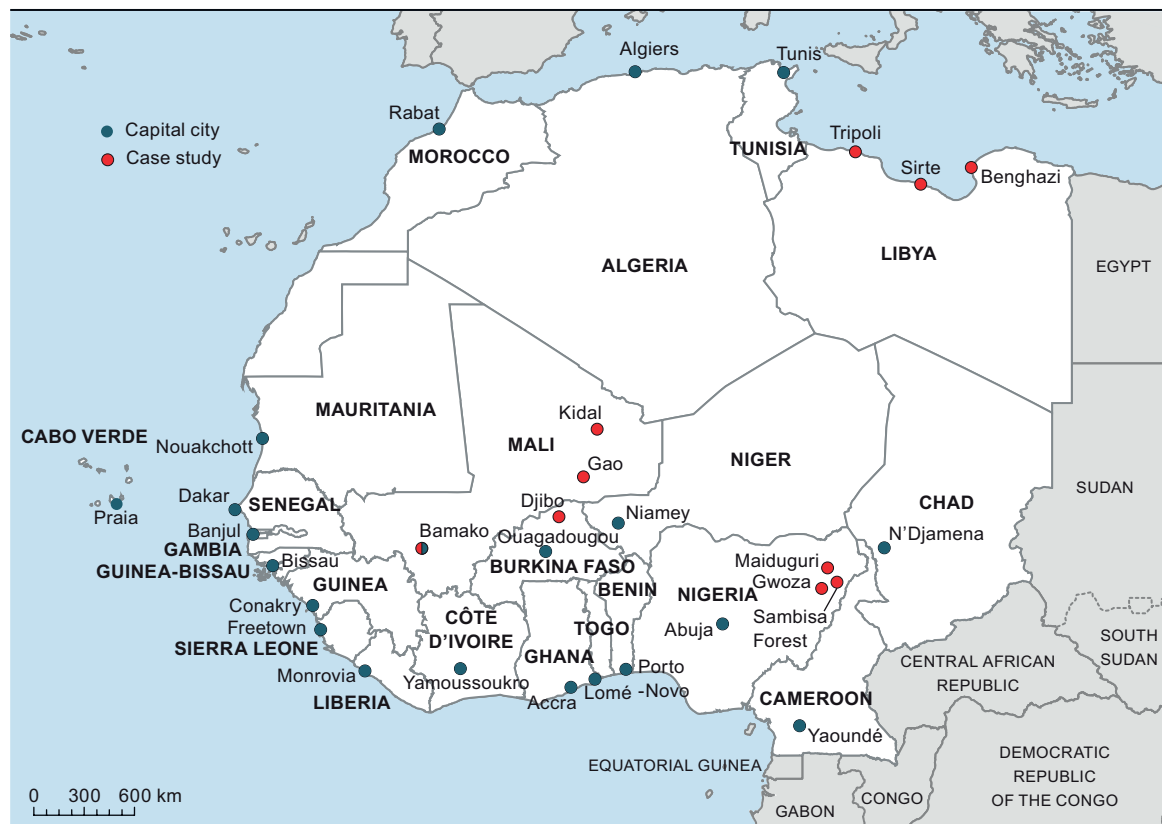 Algiers
Tunis
Rabat
Capital city
Case study
MOROCCO
TUNISIA
Tripoli
Sirte
Benghazi
ALGERIA
LIBYA
EGYPT
MAURITANIA
Kidal
CABO VERDE
Nouakchott
MALI
Gao
NIGER
SUDAN
Dakar
SENEGAL
Djibo
Niamey
CHAD
Praia
Banjul
Bamako
Ouagadougou
N'Djamena
GAMBIA
Bissau
GUINEA-BISSAU
BURKINA FASO
Maiduguri
Gwoza
GUINEA
BENIN
NIGERIA
Conakry
CÔTE
D'IVOIRE
Sambisa
Forest
Freetown
TOGO
Abuja
SIERRA LEONE
GHANA
SOUTH
SUDAN
Monrovia
Yamoussoukro
Porto
-Novo
CENTRAL AFRICAN
REPUBLIC
LIBERIA
Accra
Lomé
CAMEROON
Yaoundé
EQUATORIAL GUINEA
DEMOCRATIC
REPUBLIC
OF THE CONGO
0 300 600 km
GABON
CONGO